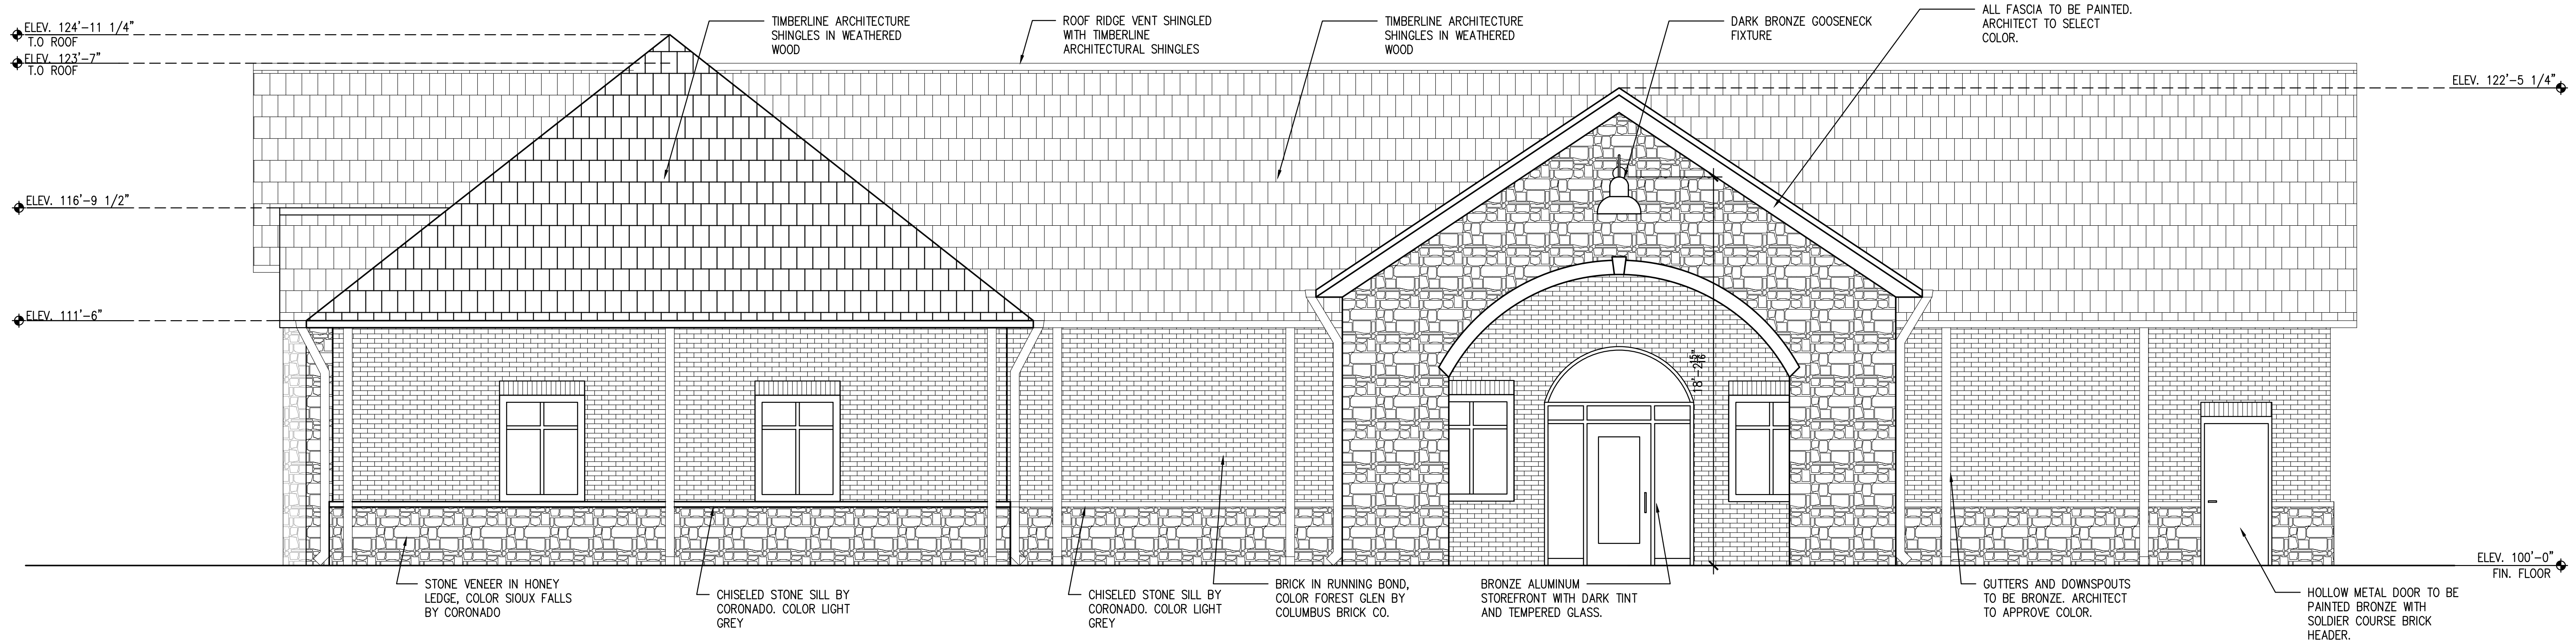 ELEV. 124'-11 1/4"
T.O ROOF
ELEV. 123'-7"
T.O ROOF
TIMBERLINE ARCHITECTURE
SHINGLES IN WEATHERED
WOOD
ROOF RIDGE VENT SHINGLED
WITH TIMBERLINE
ARCHITECTURAL SHINGLES
TIMBERLINE ARCHITECTURE
SHINGLES IN WEATHERED
WOOD
DARK BRONZE GOOSENECK
FIXTURE
ALL FASCIA TO BE PAINTED.
ARCHITECT TO SELECT
COLOR.
ELEV. 122'-5 1/4"
ELEV. 116'-9 1/2"
ELEV. 111'-6"
18'-2 15/16"
ELEV. 100'-0"
FIN. FLOOR
STONE VENEER IN HONEY
LEDGE, COLOR SIOUX FALLS
BY CORONADO
CHISELED STONE SILL BY
CORONADO. COLOR LIGHT
GREY
CHISELED STONE SILL BY
CORONADO. COLOR LIGHT
GREY
BRICK IN RUNNING BOND,
COLOR FOREST GLEN BY
COLUMBUS BRICK CO.
BRONZE ALUMINUM
STOREFRONT WITH DARK TINT
AND TEMPERED GLASS.
GUTTERS AND DOWNSPOUTS
TO BE BRONZE. ARCHITECT
TO APPROVE COLOR.
HOLLOW METAL DOOR TO BE
PAINTED BRONZE WITH
SOLDIER COURSE BRICK
HEADER.